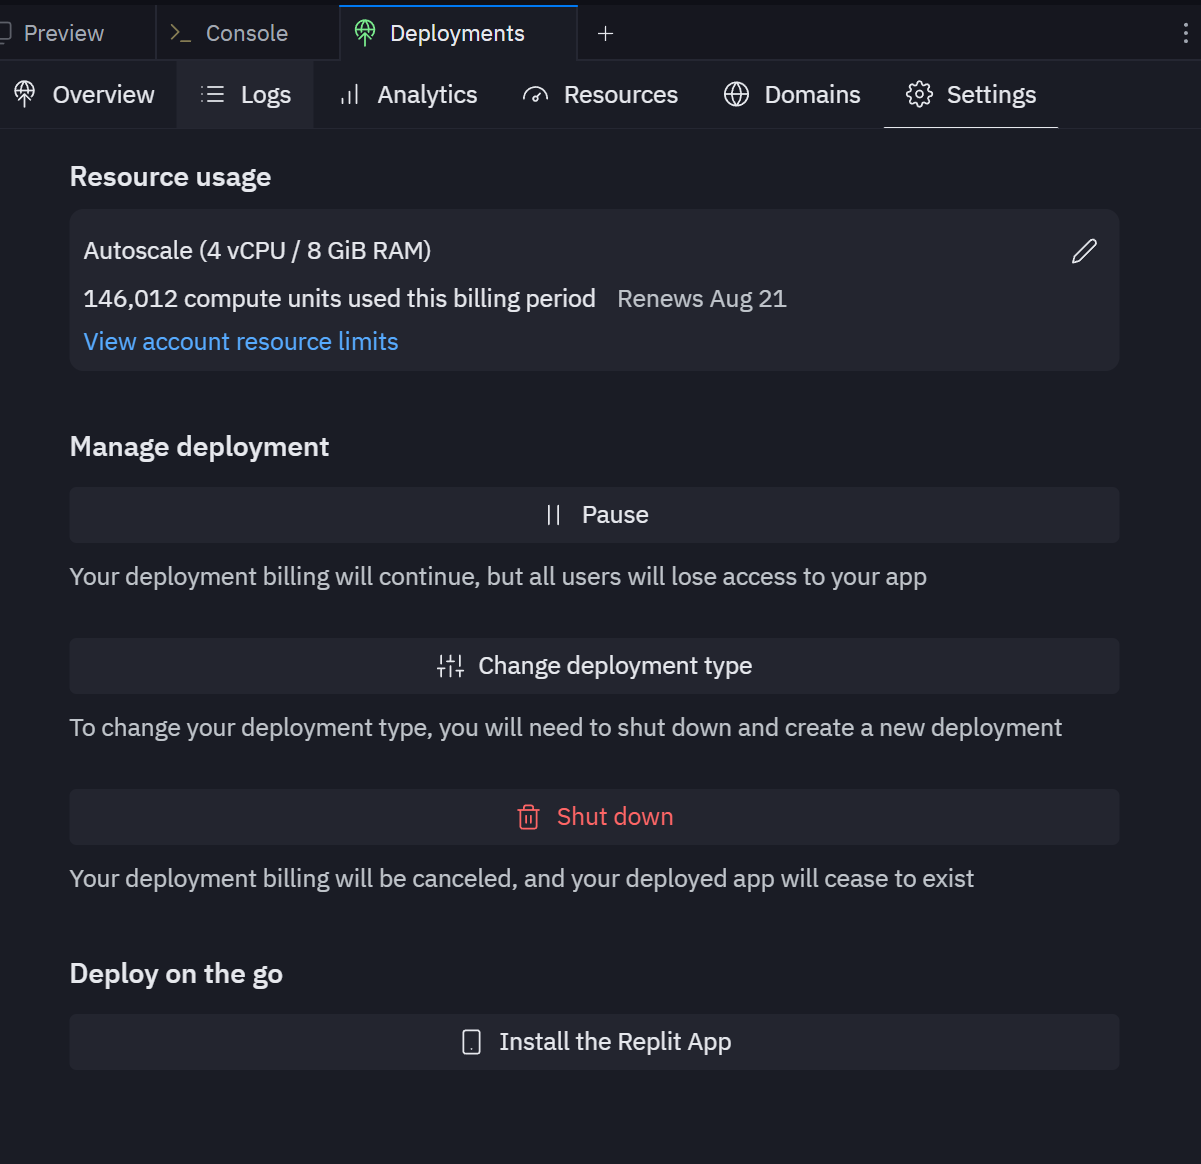 Preview Console Deployments
Overview Logs Analytics Resources Domains Settings
Resource usage
Autoscale (4 vCPU / 8 GiB RAM)
146,012 compute units used this billing period Renews Aug 21
View account resource limits
Manage deployment
Pause
Your deployment billing will continue, but all users will lose access to your app
Change deployment type
To change your deployment type, you will need to shut down and create a new deployment
Shut down
Your deployment billing will be canceled, and your deployed app will cease to exist
Deploy on the go
Install the Replit App